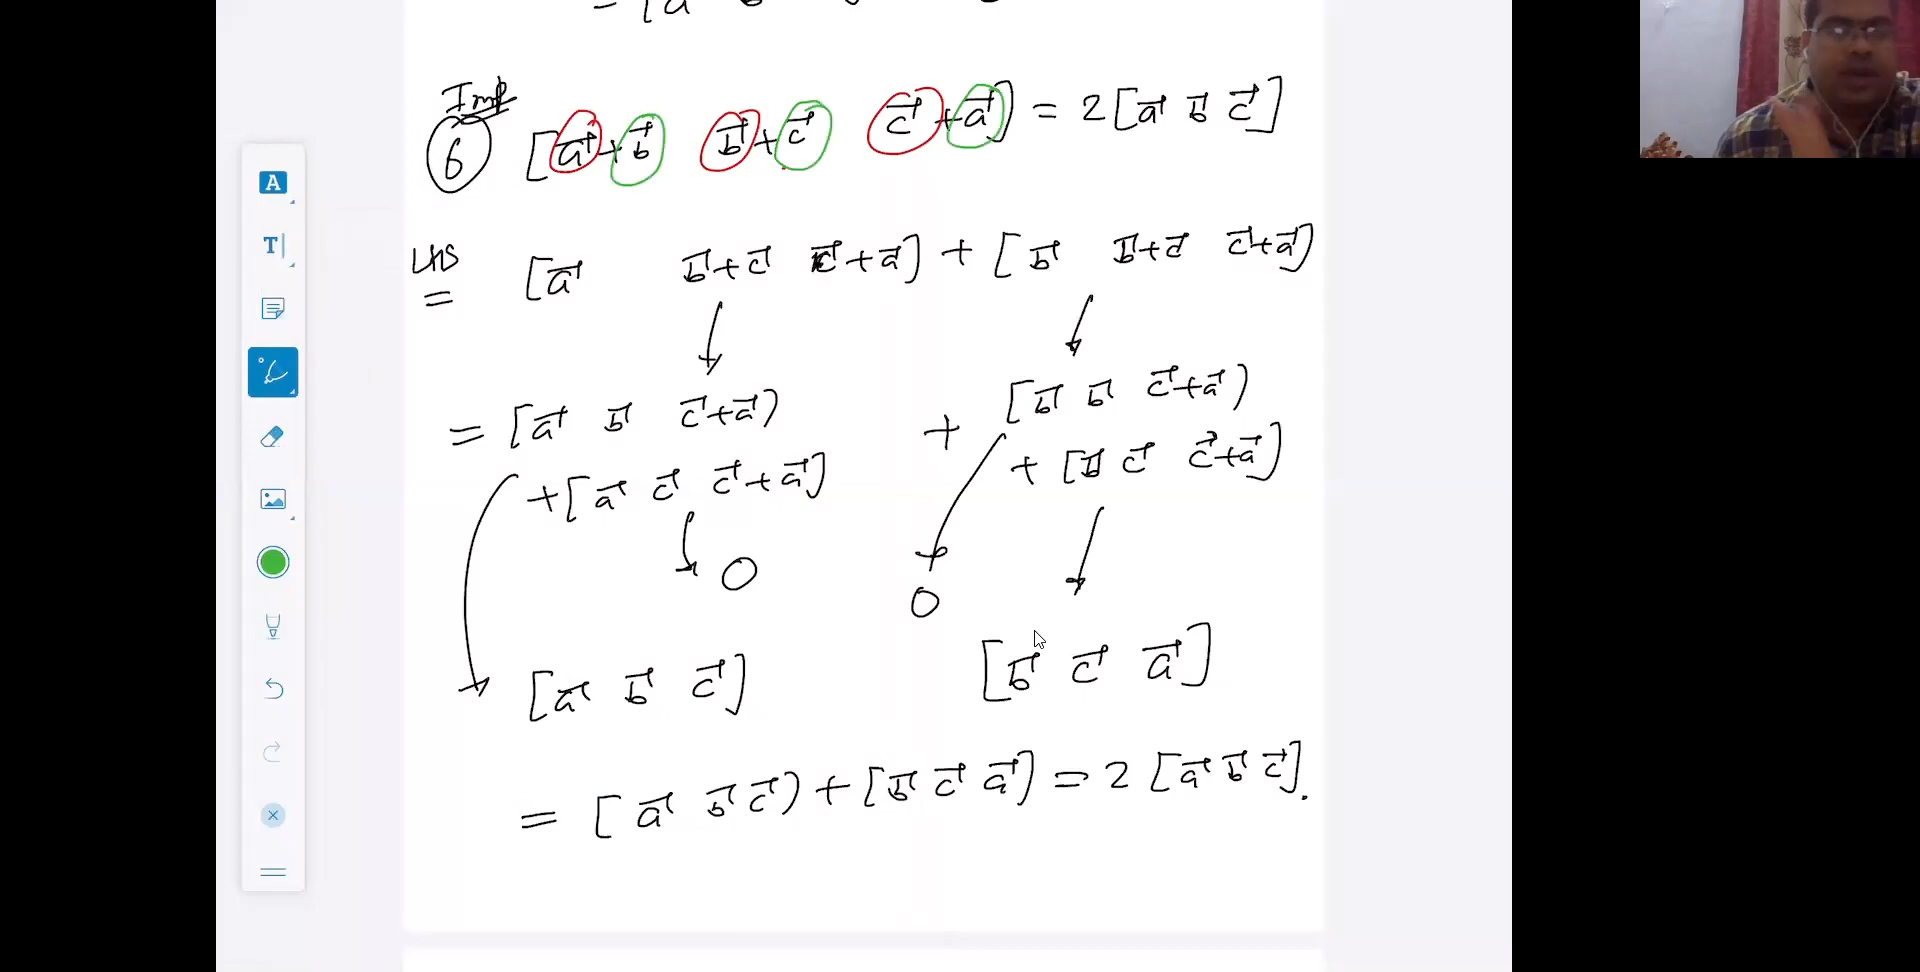 = [a⃗ b⃗
Imp
6 [a⃗+b⃗ b⃗+c⃗ c⃗+a⃗] = 2[a⃗ b⃗ c⃗]
LHS = [a⃗ b⃗+c⃗ c⃗+a⃗] + [b⃗ b⃗+c⃗ c⃗+a⃗]
= [a⃗ b⃗ c⃗+a⃗) + [b⃗ b⃗ c⃗+a⃗)
+[a⃗ c⃗ c⃗+a⃗] + [b⃗ c⃗ c⃗+a⃗]
0 0
[a⃗ b⃗ c⃗] [b⃗ c⃗ a⃗]
= [a⃗ b⃗ c⃗) + [b⃗ c⃗ a⃗) = 2 [a⃗ b⃗ c⃗].
A
T